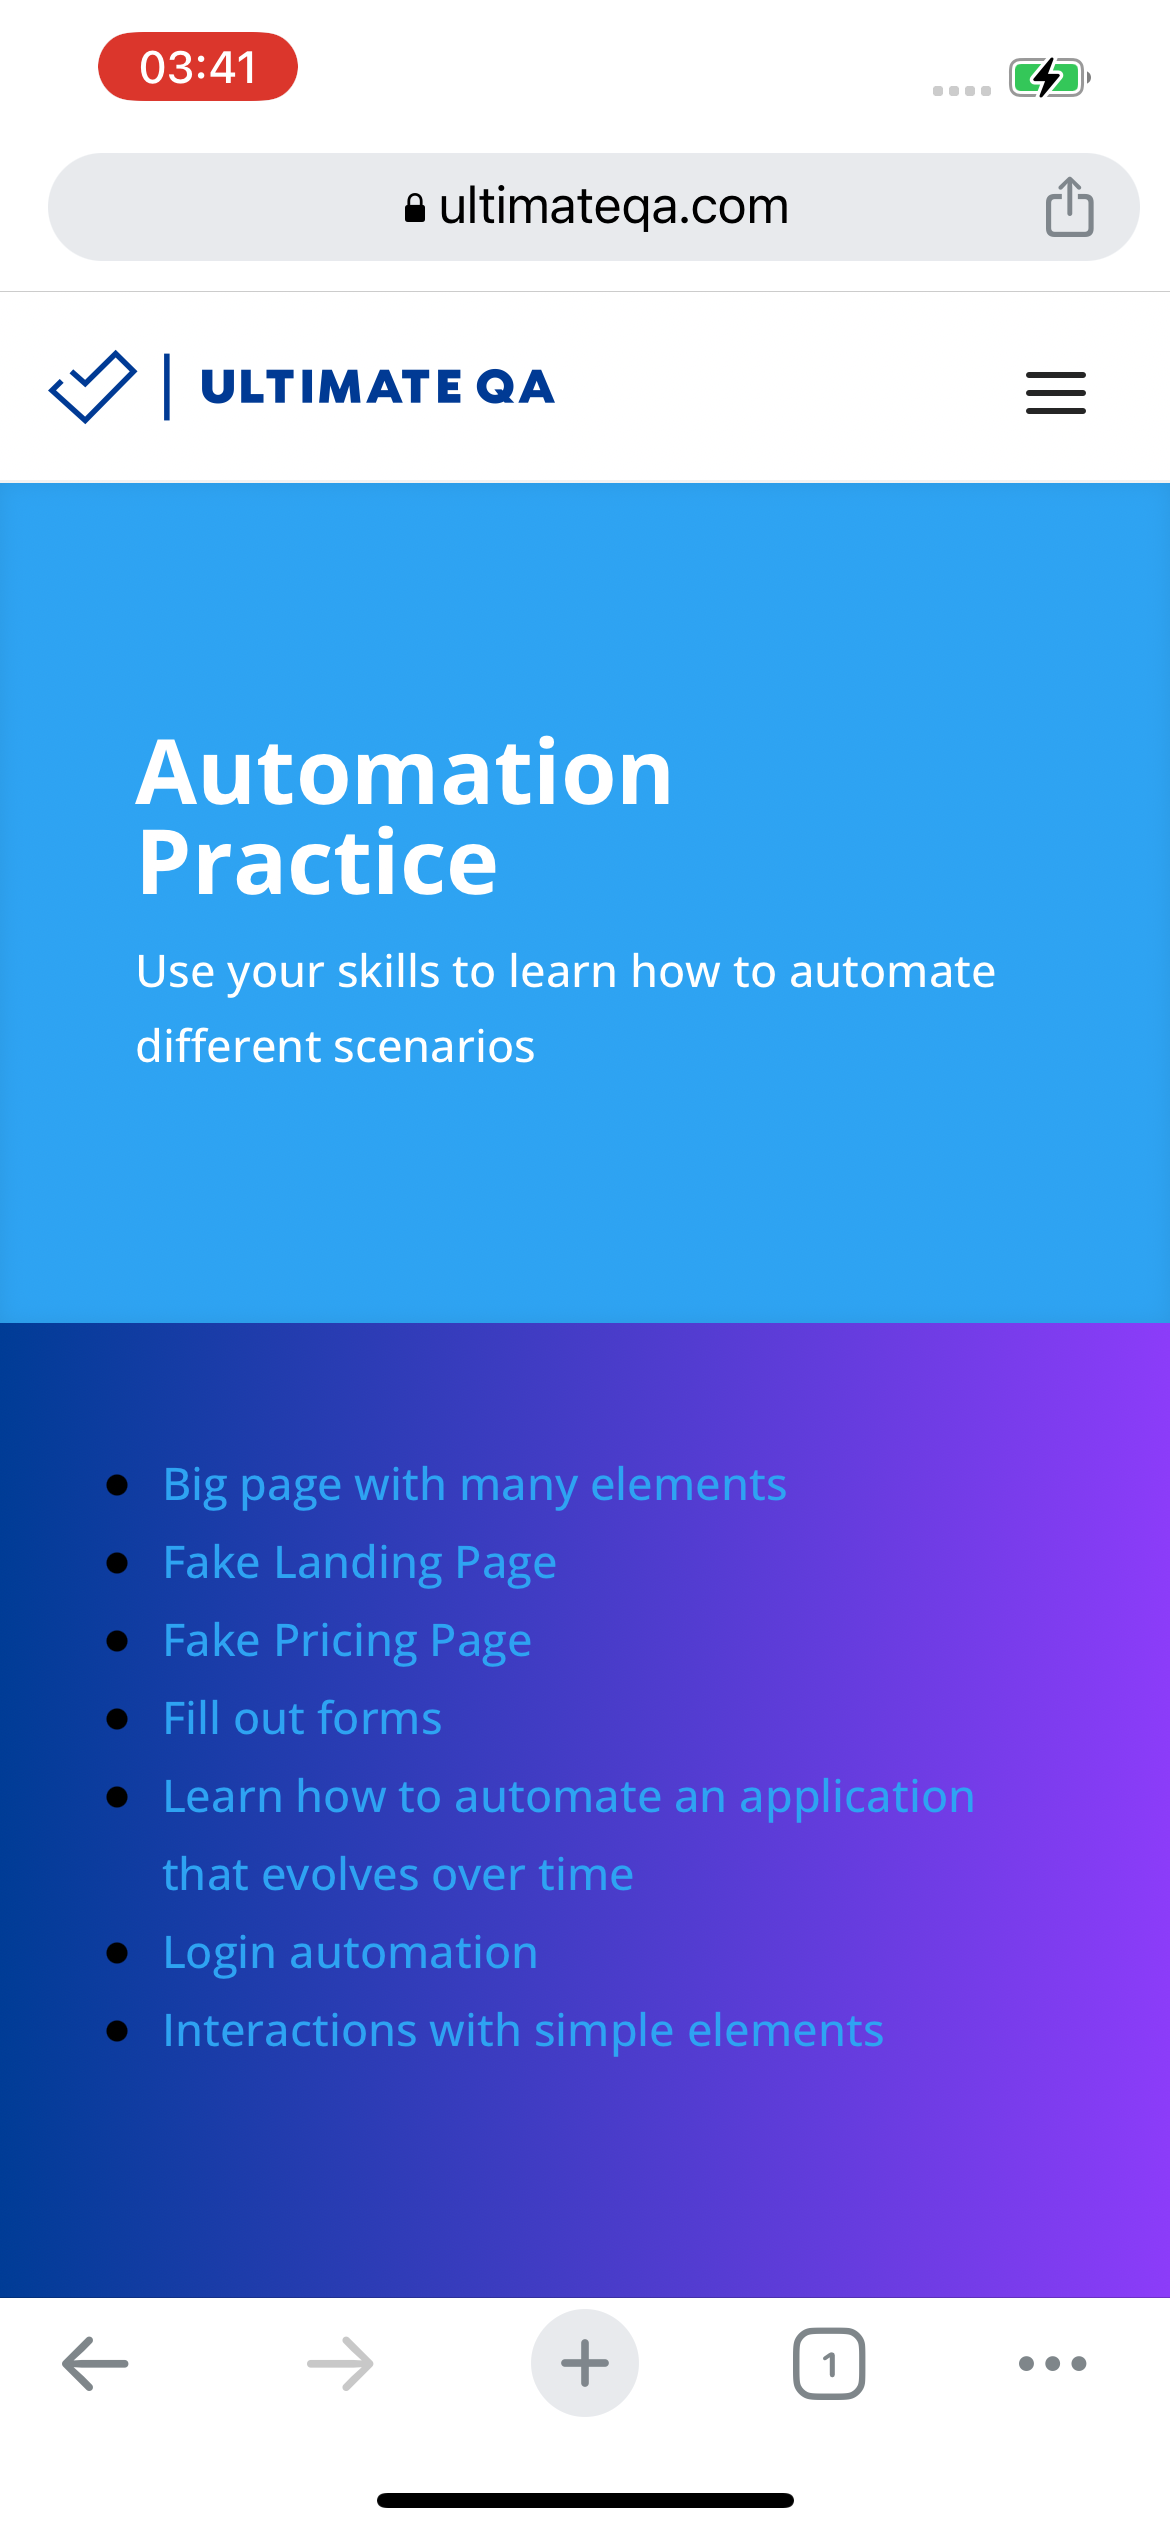 03:41
ultimateqa.com
ULTIMATE QA
Automation
Practice
Use your skills to learn how to automate
different scenarios
Big page with many elements
Fake Landing Page
Fake Pricing Page
Fill out forms
Learn how to automate an application
that evolves over time
Login automation
Interactions with simple elements
1